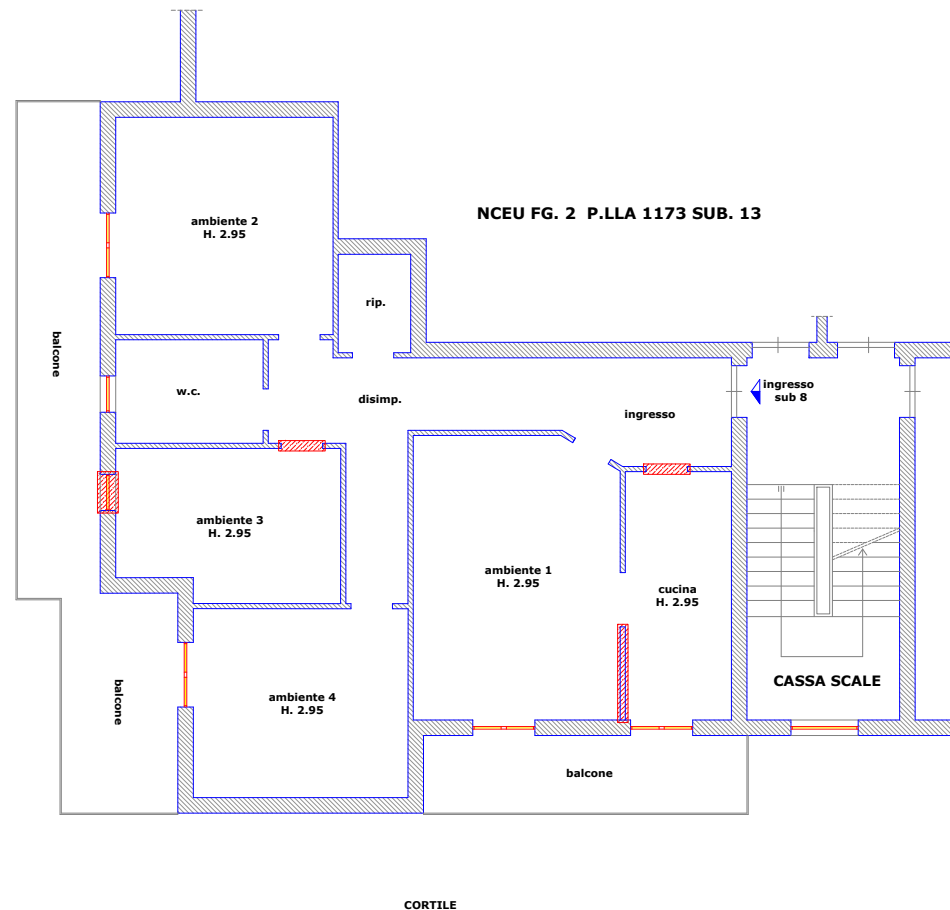 NCEU FG. 2 P.LLA 1173 SUB. 13
ambiente 2
H. 2.95
rip.
balcone
w.c.
disimp.
ingresso
ingresso
sub 8
ambiente 3
H. 2.95
ambiente 1
H. 2.95
cucina
H. 2.95
balcone
ambiente 4
H. 2.95
CASSA SCALE
balcone
CORTILE